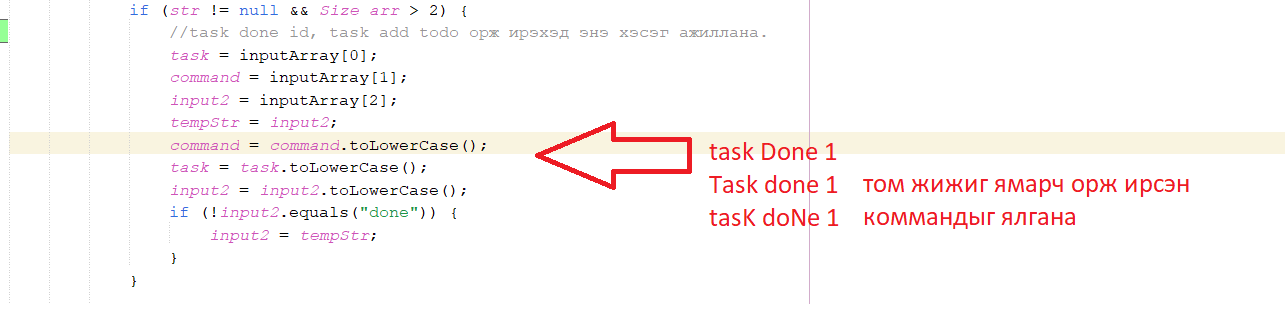 if (str != null && Size arr > 2) {
//task done id, task add todo орж ирэхэд энэ хэсэг ажиллана.
task = inputArray[0];
command = inputArray[1];
input2 = inputArray[2];
tempStr = input2;
command = command.toLowerCase();
task = task.toLowerCase();
input2 = input2.toLowerCase();
if (!input2.equals("done")) {
input2 = tempStr;
}
}
task Done 1
Task done 1 том жижиг ямарч орж ирсэн
tasK doNe 1 коммандыг ялгана